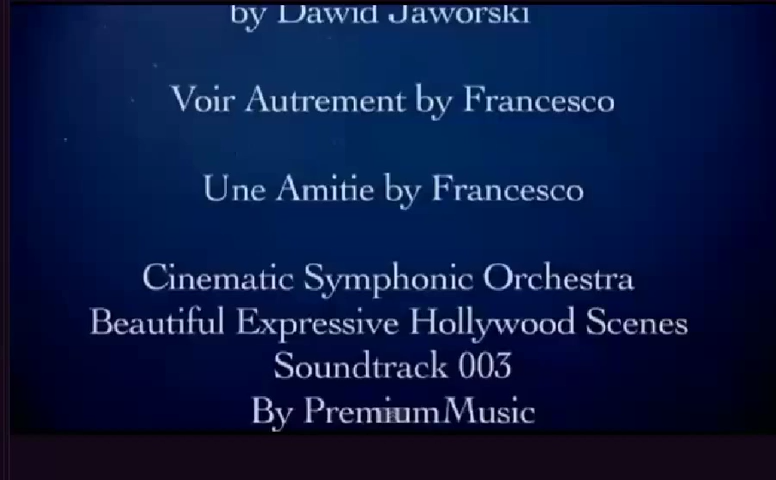 by Dawid Jaworski
Voir Autrement by Francesco
Une Amitie by Francesco
Cinematic Symphonic Orchestra
Beautiful Expressive Hollywood Scenes
Soundtrack 003
By PremiumMusic